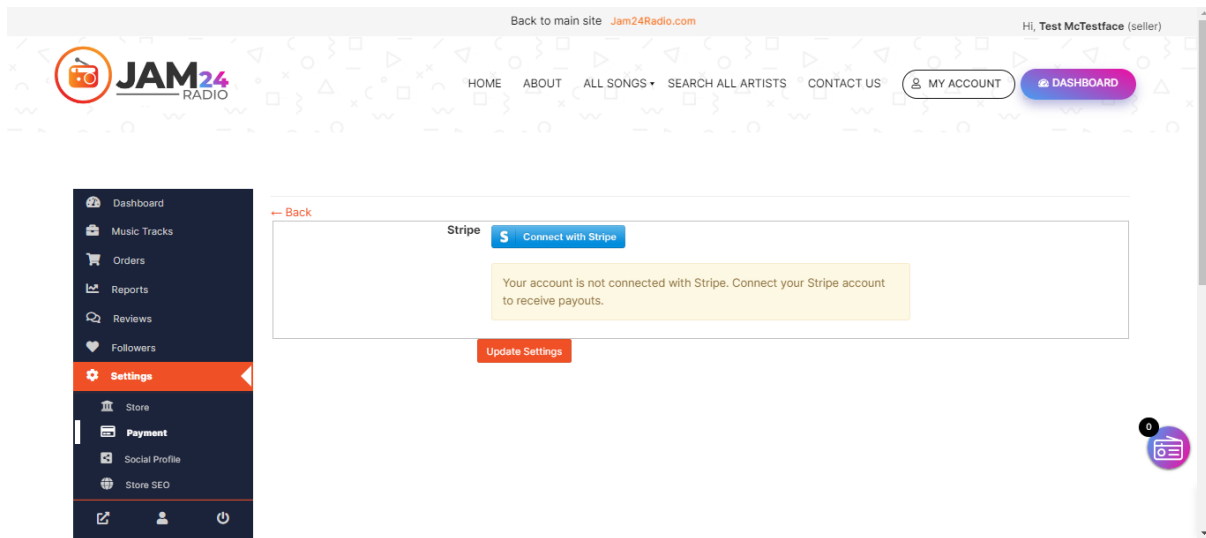 Back to main site Jam24Radio.com
Hi, Test McTestface (seller)
JAM24
RADIO
HOME ABOUT ALL SONGS SEARCH ALL ARTISTS CONTACT US MY ACCOUNT DASHBOARD
Dashboard
← Back
Music Tracks
Stripe
S Connect with Stripe
Orders
Your account is not connected with Stripe. Connect your Stripe account
to receive payouts.
Reports
Reviews
Followers
Update Settings
Settings
Store
Payment
0
Social Profile
Store SEO